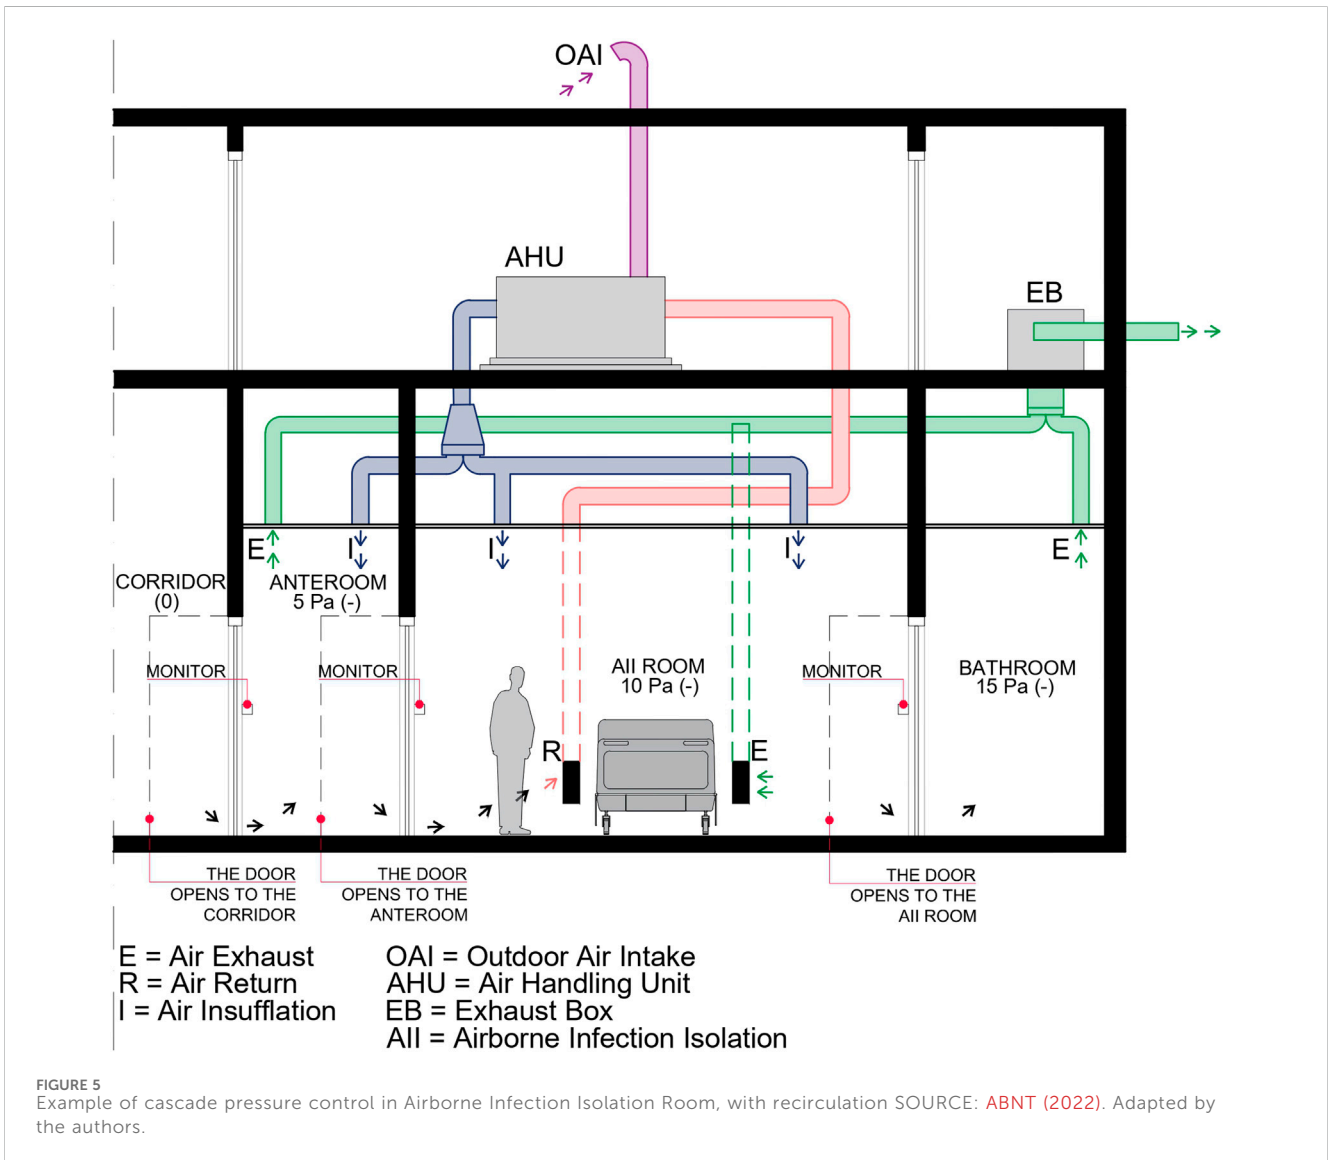 OAI
AHU
EB
E
I
I
I
E
CORRIDOR
(0)
ANTEROOM
5 Pa (-)
MONITOR
MONITOR
AII ROOM
10 Pa (-)
MONITOR
BATHROOM
15 Pa (-)
R
E
THE DOOR
OPENS TO THE
CORRIDOR
THE DOOR
OPENS TO THE
ANTEROOM
THE DOOR
OPENS TO THE
AII ROOM
E = Air Exhaust
R = Air Return
I = Air Insufflation
OAI = Outdoor Air Intake
AHU = Air Handling Unit
EB = Exhaust Box
AII = Airborne Infection Isolation
FIGURE 5
Example of cascade pressure control in Airborne Infection Isolation Room, with recirculation SOURCE: ABNT (2022). Adapted by
the authors.